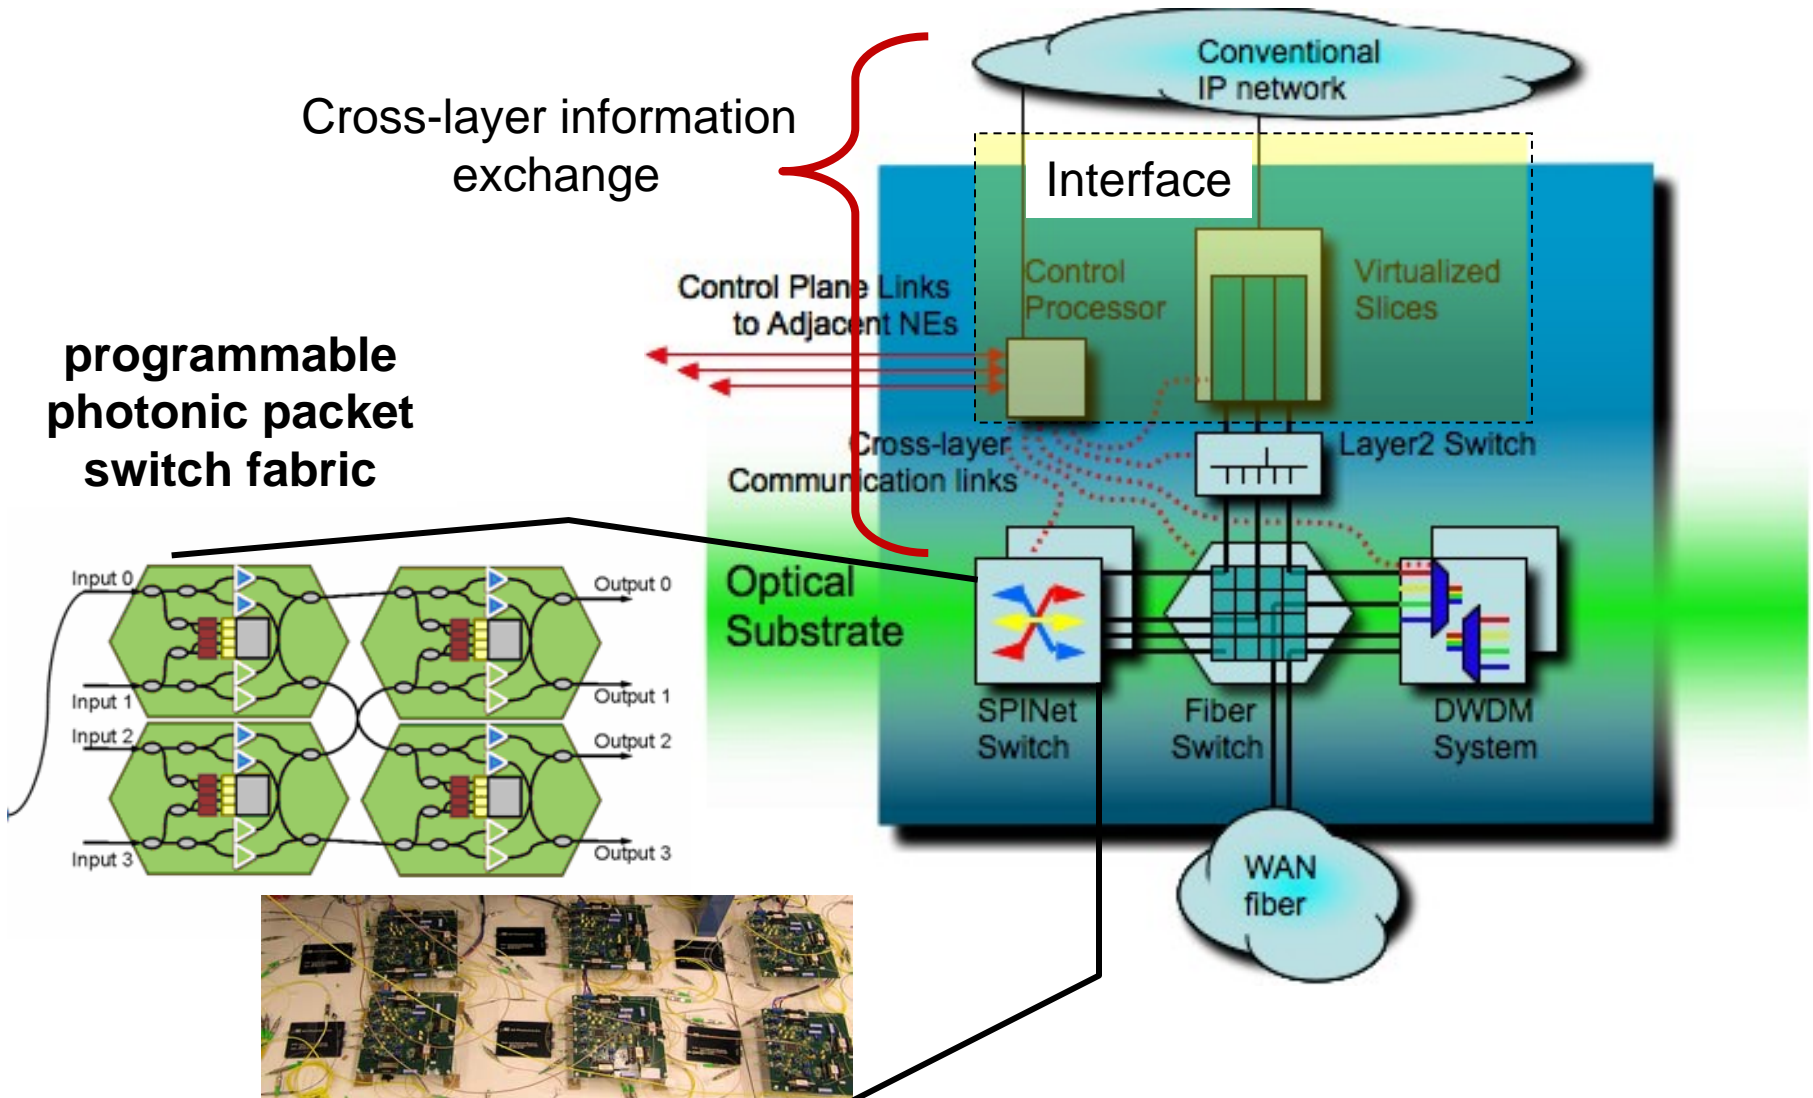 Conventional
IP network
Cross-layer information
exchange
Interface
Control
Processor
Virtualized
Slices
Control Plane Links
to Adjacent NEs
programmable
photonic packet
switch fabric
Cross-layer
Communication links
Layer2 Switch
Optical
Substrate
Input 0
Output 0
Input 1
Output 1
Input 2
Output 2
Input 3
Output 3
SPINet
Switch
Fiber
Switch
DWDM
System
WAN
fiber